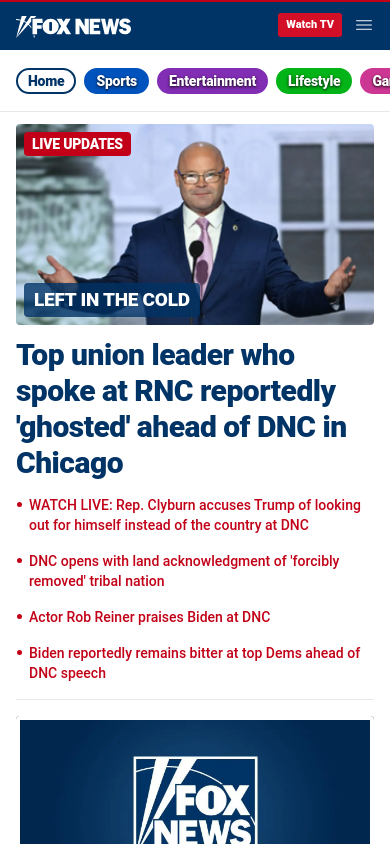 FOX NEWS
Watch TV
Home
Sports
Entertainment
Lifestyle
LIVE UPDATES
LEFT IN THE COLD
Top union leader who
spoke at RNC reportedly
'ghosted' ahead of DNC in
Chicago
• WATCH LIVE: Rep. Clyburn accuses Trump of looking
out for himself instead of the country at DNC
• DNC opens with land acknowledgment of 'forcibly
removed' tribal nation
• Actor Rob Reiner praises Biden at DNC
• Biden reportedly remains bitter at top Dems ahead of
DNC speech
FOX
NEWS